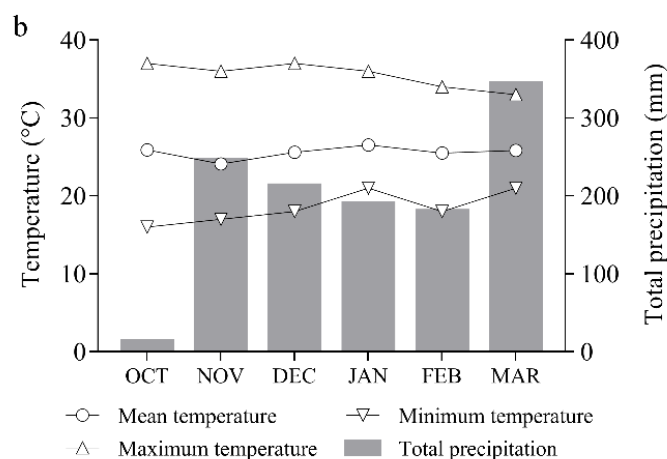 b
40
30
20
10
0
Temperature (°C)
400
300
200
100
0
Total precipitation (mm)
OCT NOV DEC JAN FEB MAR
Mean temperature Minimum temperature
Maximum temperature Total precipitation